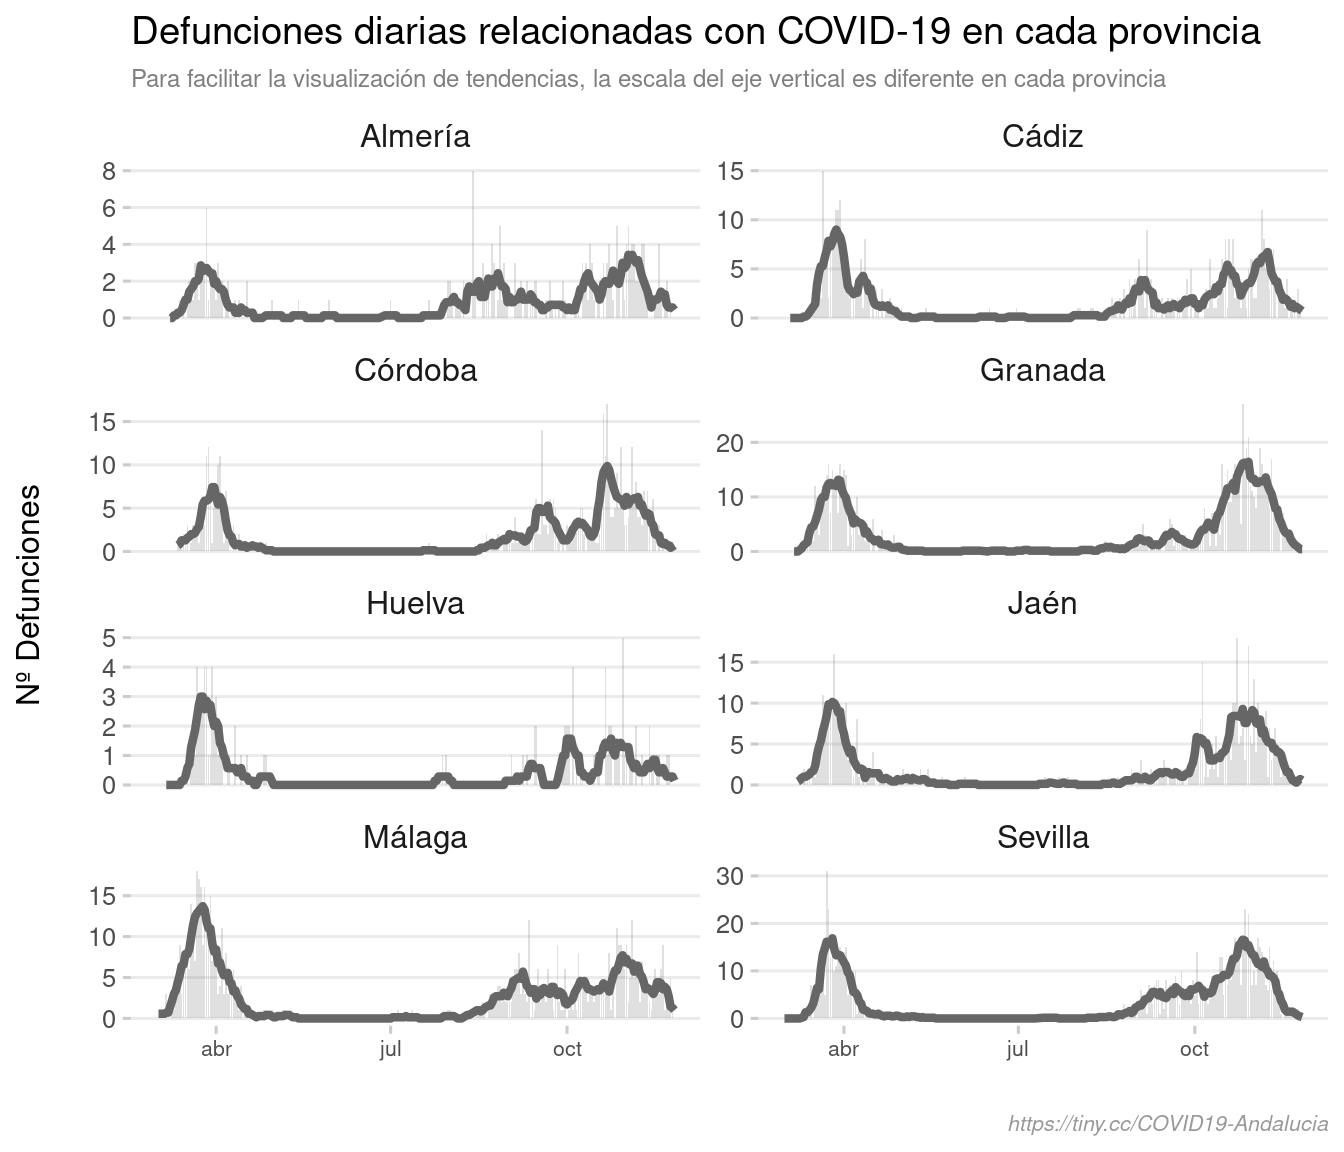 Defunciones diarias relacionadas con COVID-19 en cada provincia
Para facilitar la visualización de tendencias, la escala del eje vertical es diferente en cada provincia
Nº Defunciones
Almería
8
6
4
2
0
Cádiz
15
10
5
0
Córdoba
15
10
5
0
Granada
20
10
0
Huelva
5
4
3
2
1
0
Jaén
15
10
5
0
Málaga
15
10
5
0
abr jul oct
Sevilla
30
20
10
0
abr jul oct
https://tiny.cc/COVID19-Andalucia